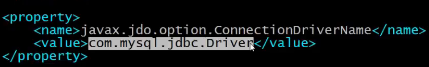 <property>
<name>javax.jdo.option.ConnectionDriverName</name>
<value>com.mysql.jdbc.Driver</value>
</property>